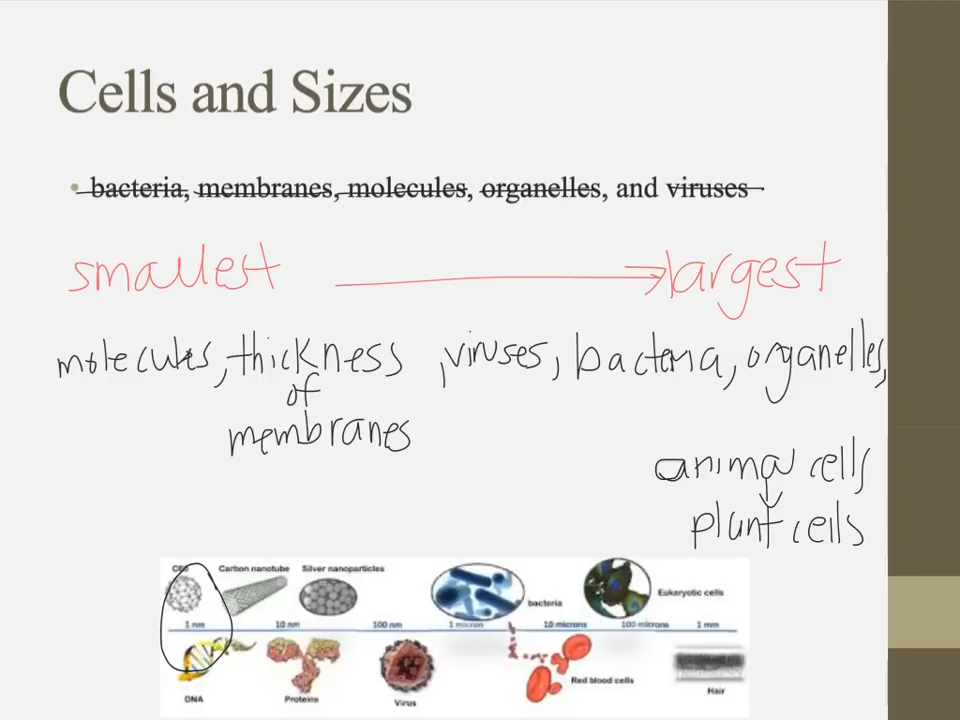 Cells and Sizes
• bacteria, membranes, molecules, organelles, and viruses
smallest → largest
molecules, thickness of membranes, viruses, bacteria, organelles,
animal cells
plant cells
Carbon nanotube Silver nanoparticles
bacteria Eukaryotic cells
1 nm 10 nm 100 nm 1 micron 10 microns 100 microns 1 mm
DNA Proteins Virus Red blood cells Hair